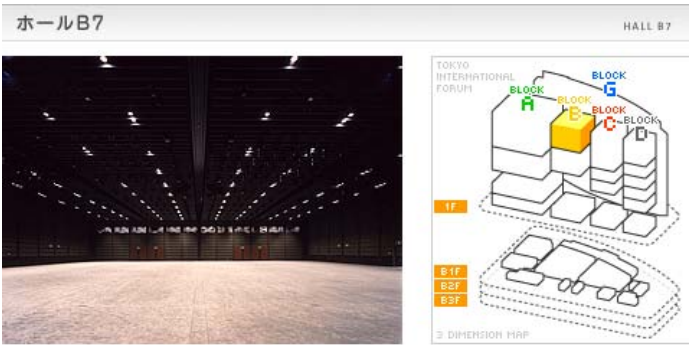 ホールB7
HALL B7
TOKYO
INTERNATIONAL
FORUM
BLOCK
G
BLOCK
A
BLOCK
B
BLOCK
C
BLOCK
D
1F
B1F
B2F
B3F
3 DIMENSION MAP